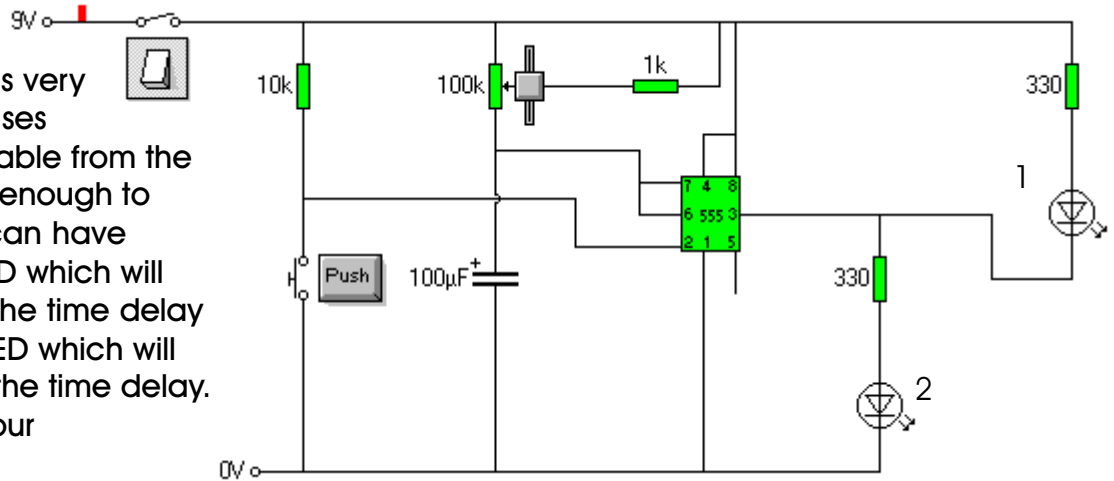 9V
s very
ses
able from the
enough to
can have
D which will
he time delay
ED which will
the time delay.
our
10k
100k
1k
330
7 4 8
6 555 3
2 1 5
1
Push
100µF+
330
2
0V